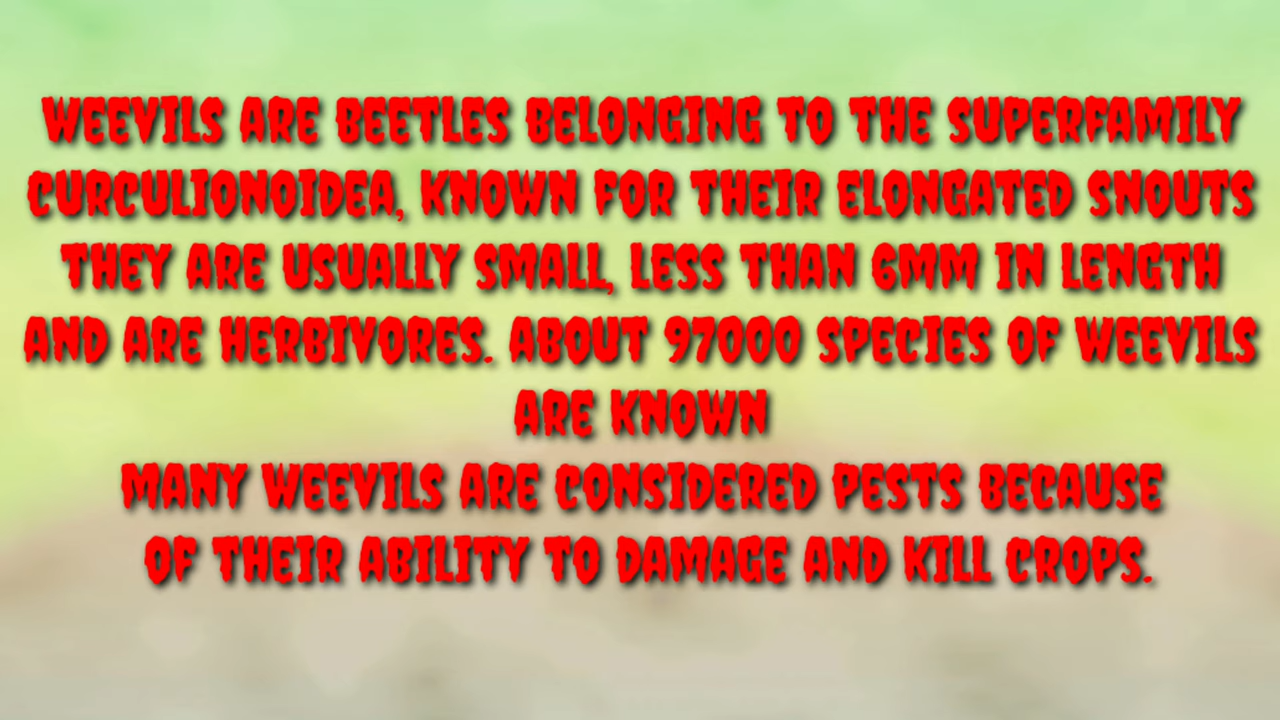 WEEVILS ARE BEETLES BELONGING TO THE SUPERFAMILY
CURCULIONOIDEA, KNOWN FOR THEIR ELONGATED SNOUTS
THEY ARE USUALLY SMALL, LESS THAN 6MM IN LENGTH
AND ARE HERBIVORES. ABOUT 97000 SPECIES OF WEEVILS
ARE KNOWN
MANY WEEVILS ARE CONSIDERED PESTS BECAUSE
OF THEIR ABILITY TO DAMAGE AND KILL CROPS.